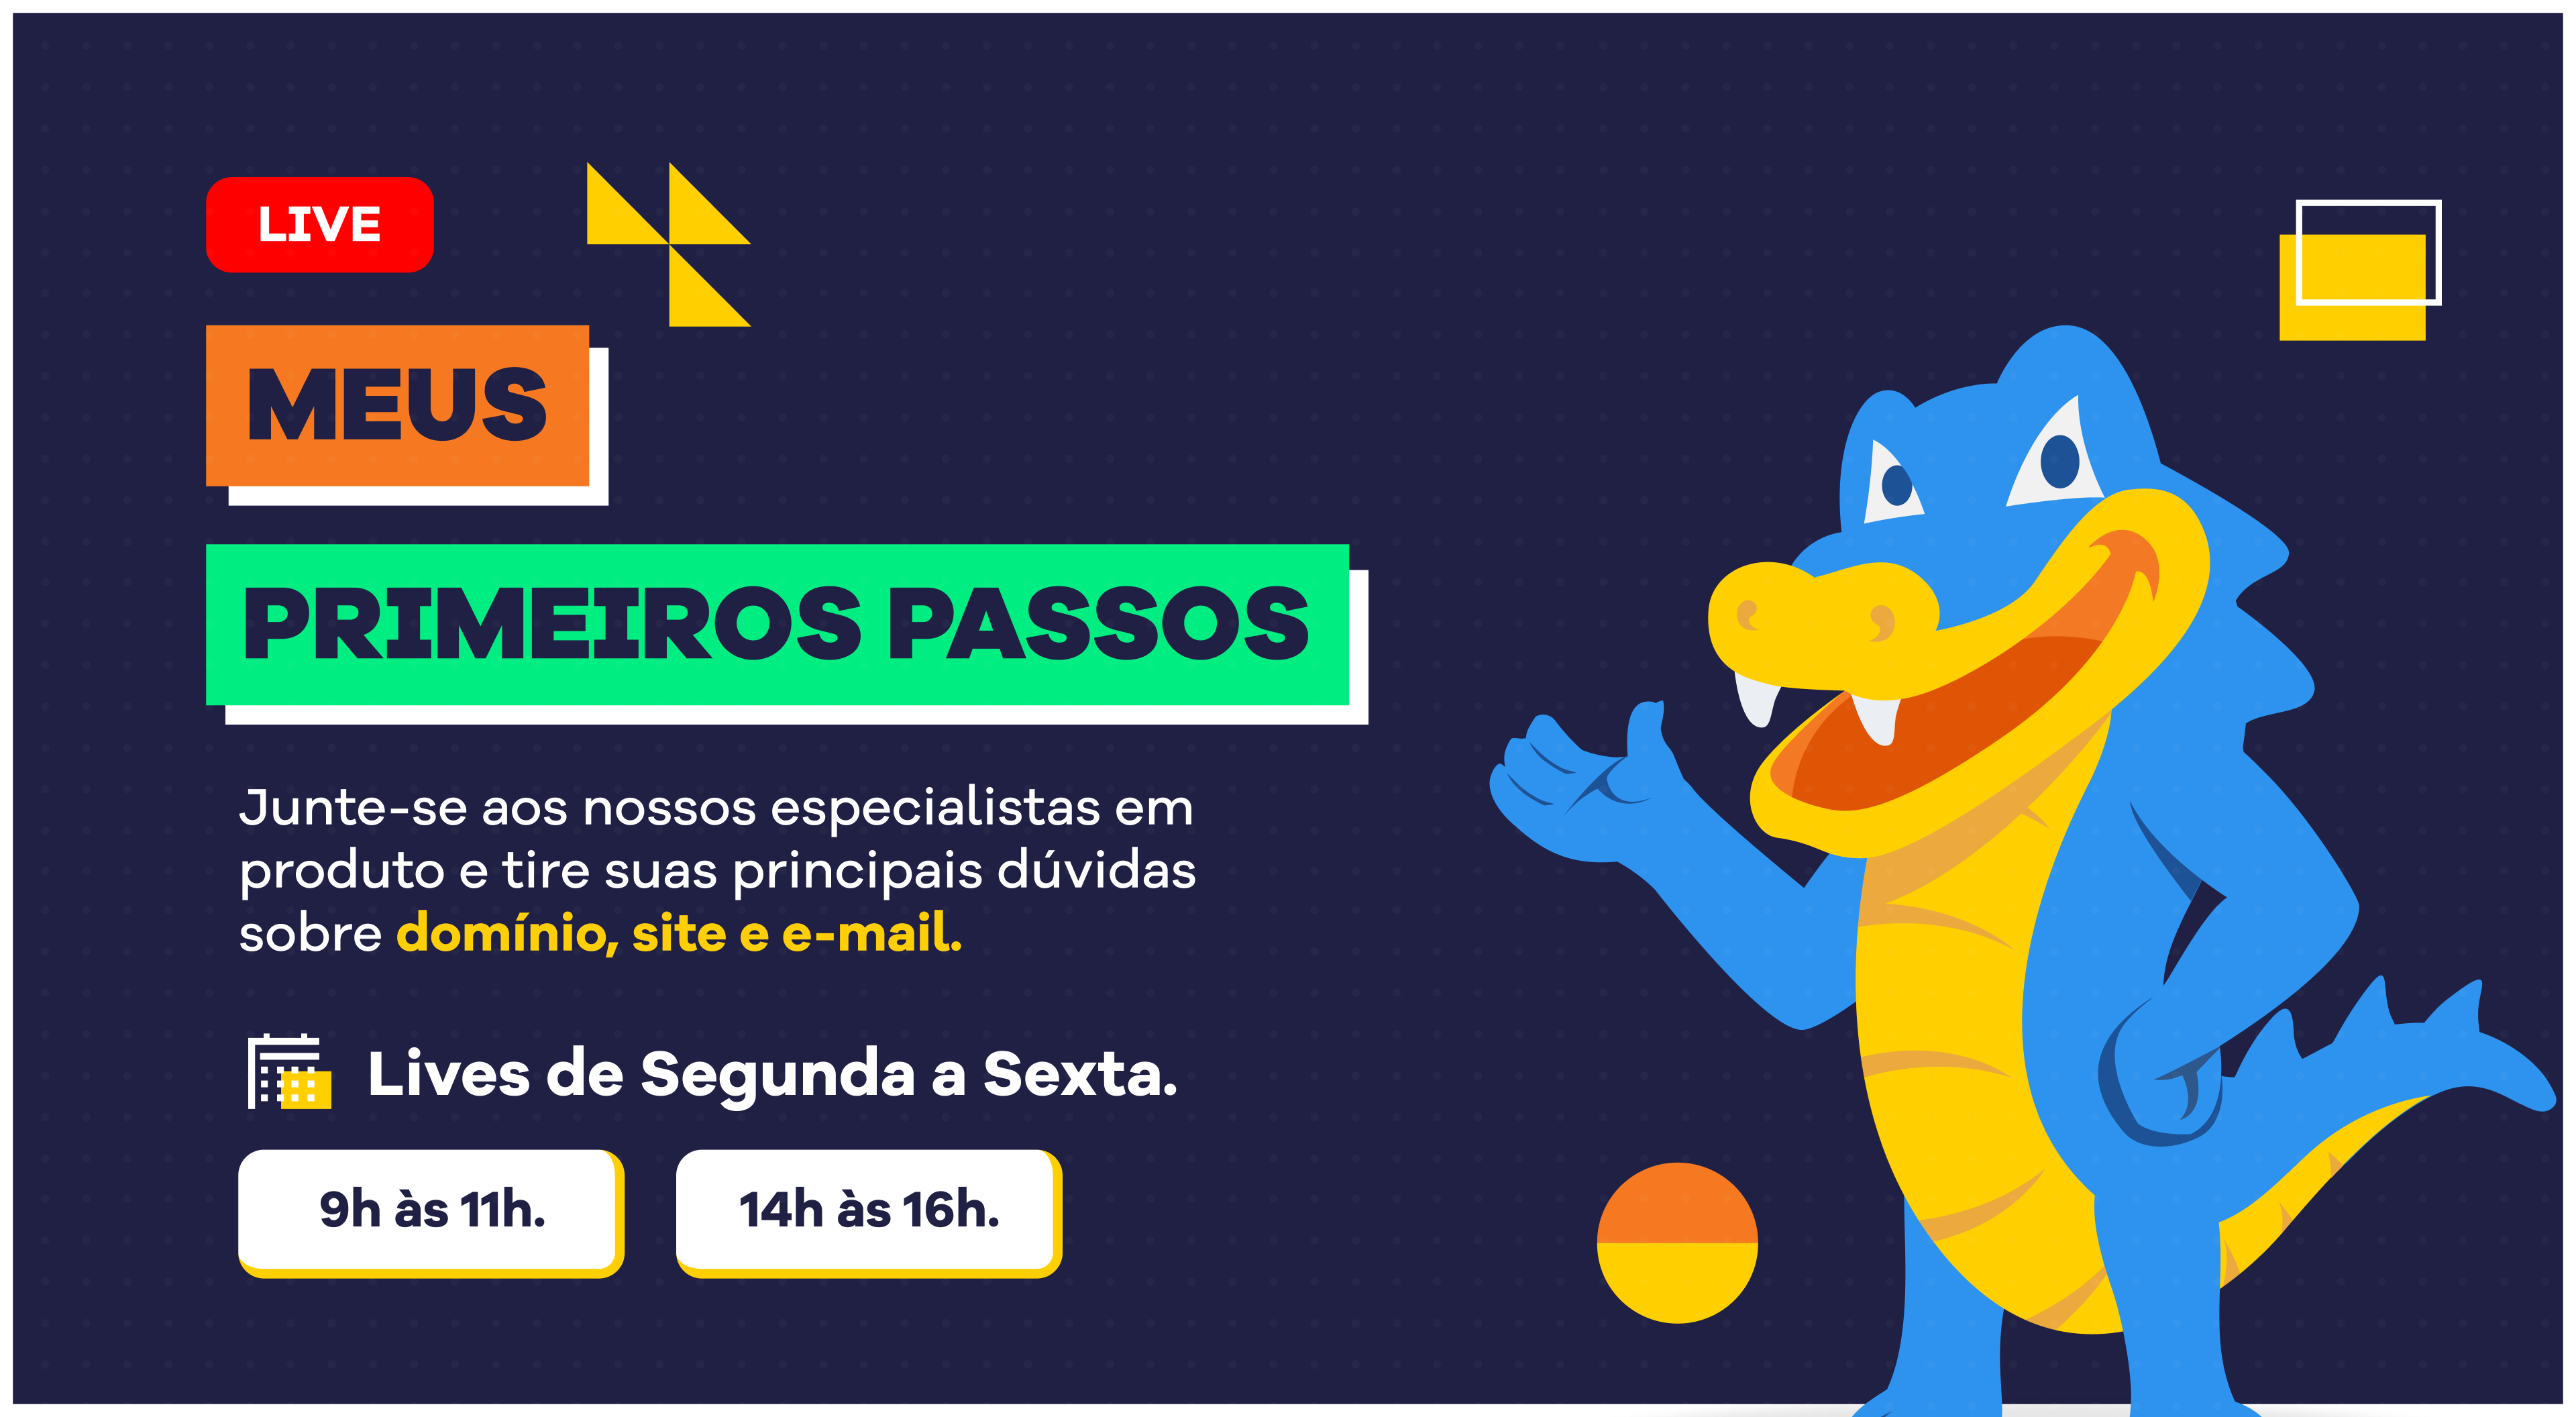 LIVE
MEUS
PRIMEIROS PASSOS
Junte-se aos nossos especialistas em
produto e tire suas principais dúvidas
sobre domínio, site e e-mail.
Lives de Segunda a Sexta.
9h às 11h.
14h às 16h.